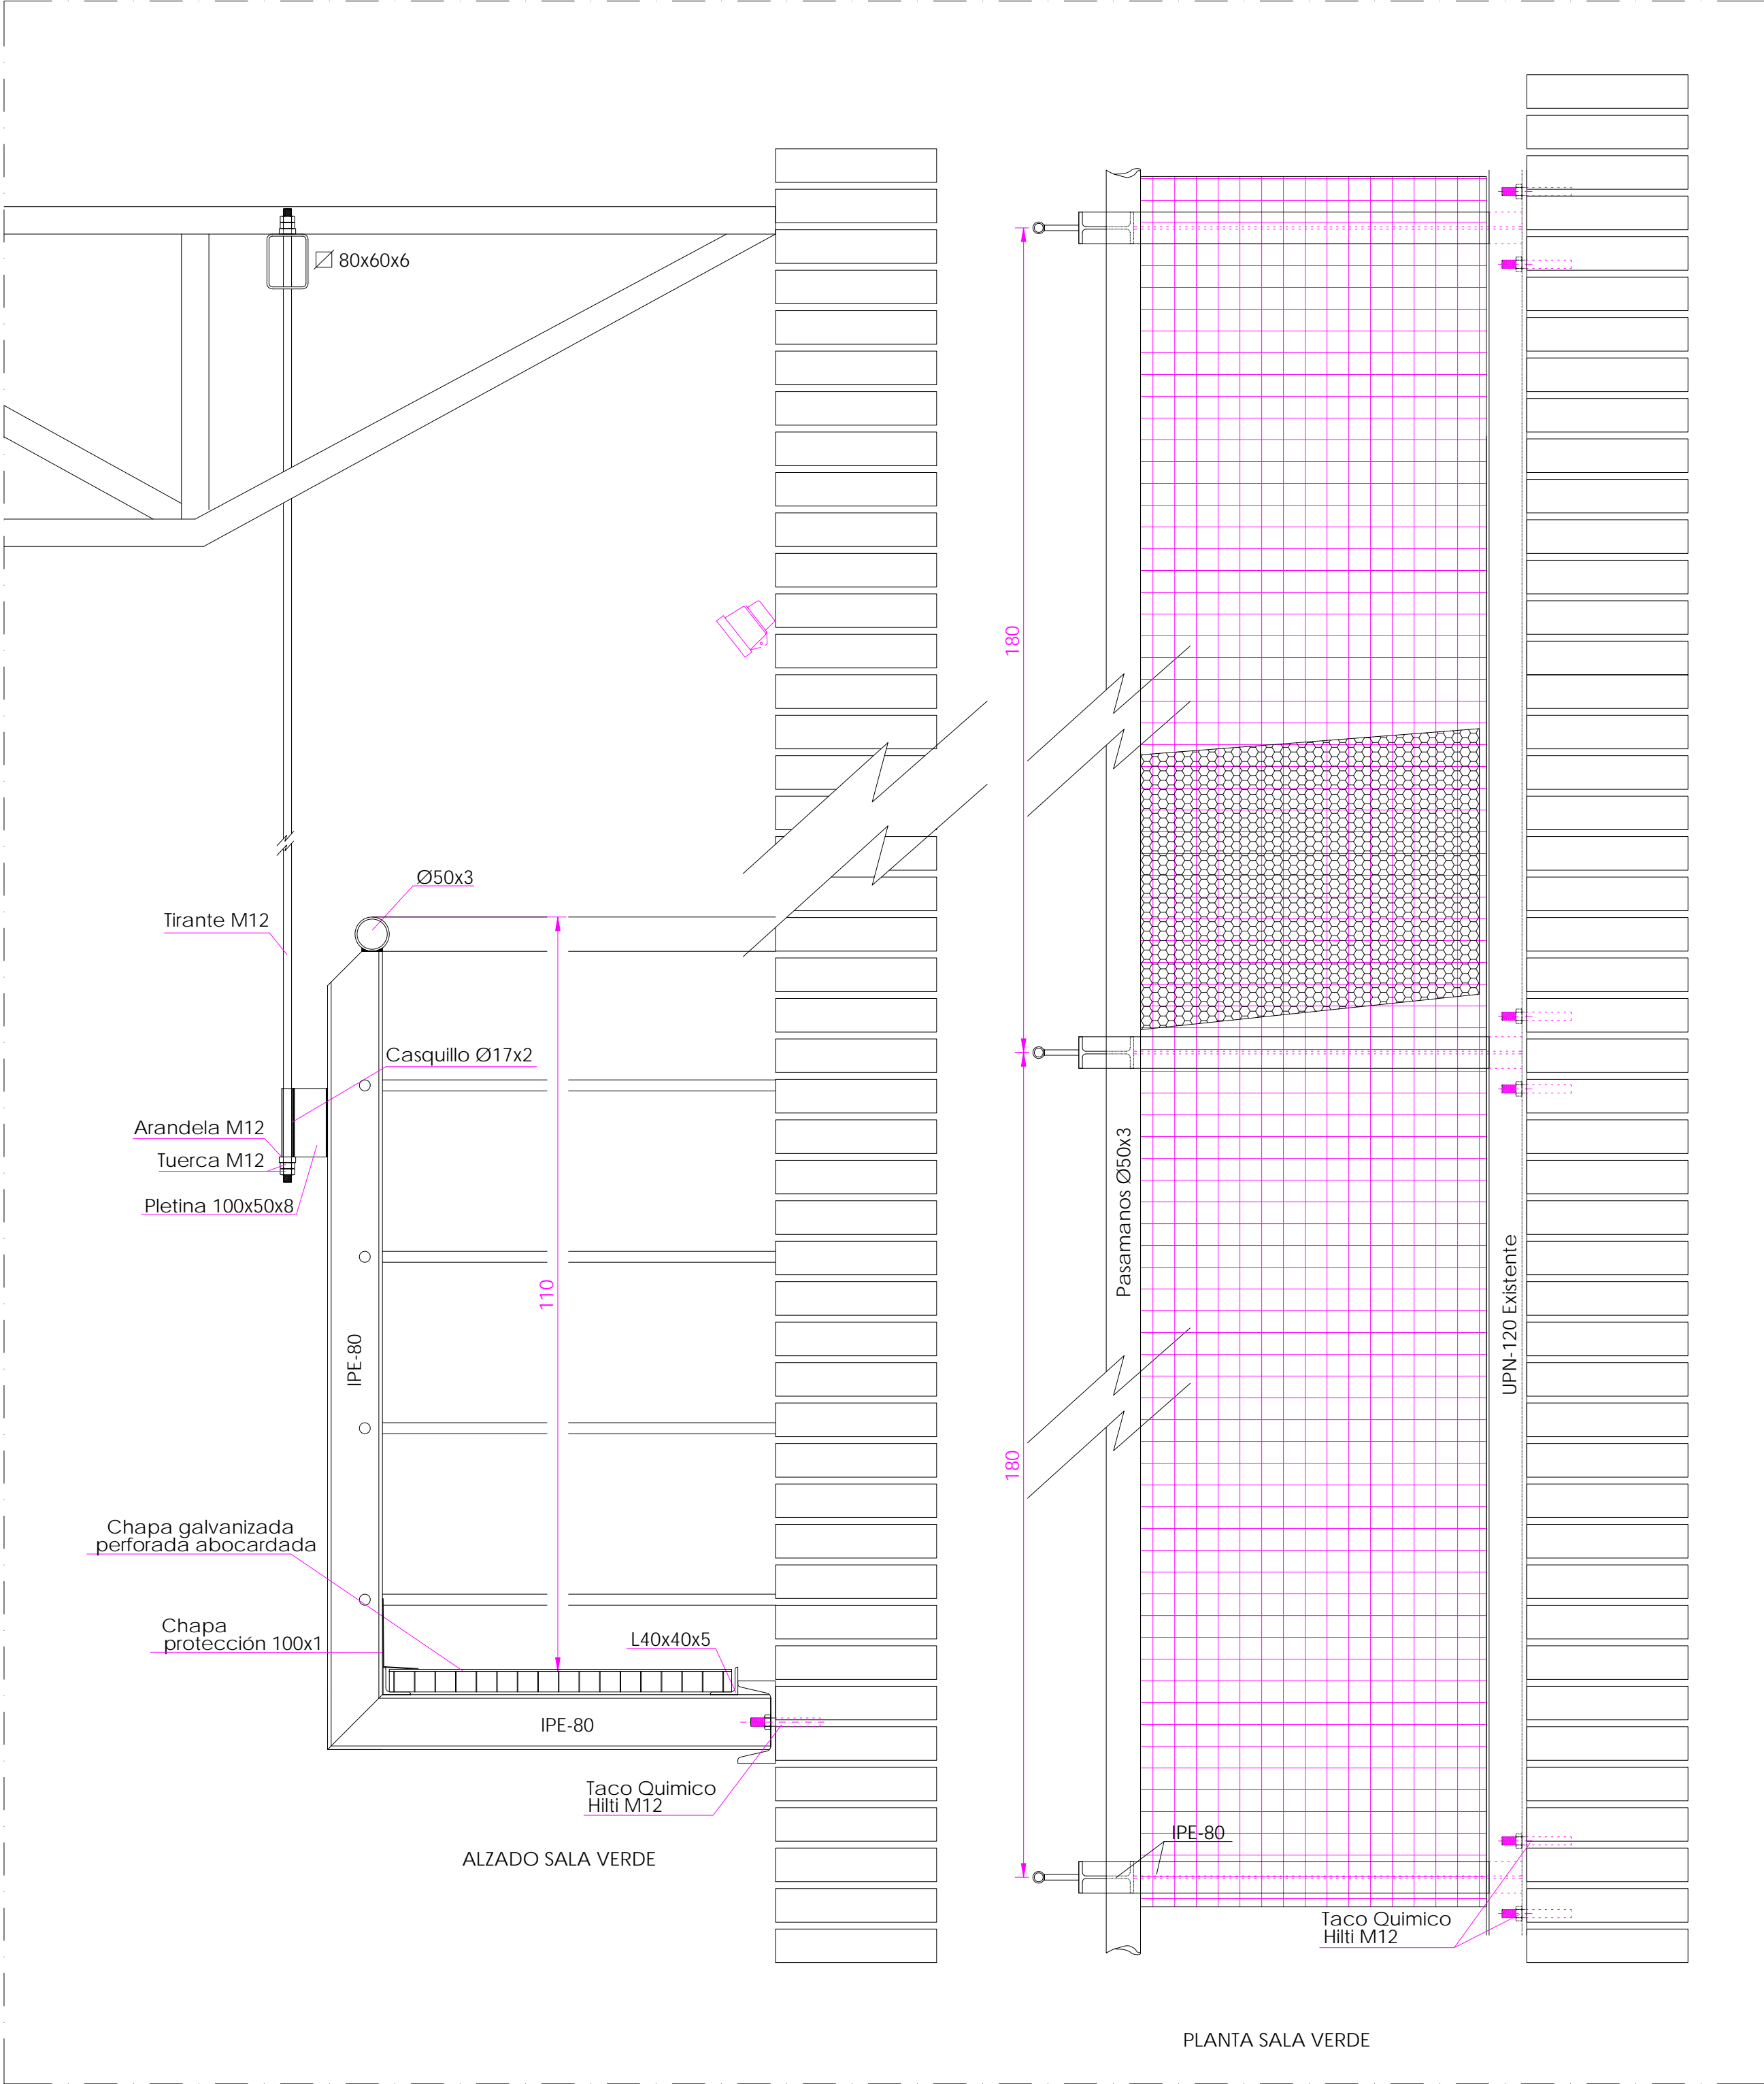 80x60x6
Ø50x3
Tirante M12
Casquillo Ø17x2
Arandela M12
Tuerca M12
Pletina 100x50x8
110
IPE-80
Chapa galvanizada
perforada abocardada
Chapa
protección 100x1
L40x40x5
IPE-80
Taco Quimico
Hilti M12
ALZADO SALA VERDE
180
Pasamanos Ø50x3
UPN-120 Existente
180
IPE-80
Taco Quimico
Hilti M12
PLANTA SALA VERDE